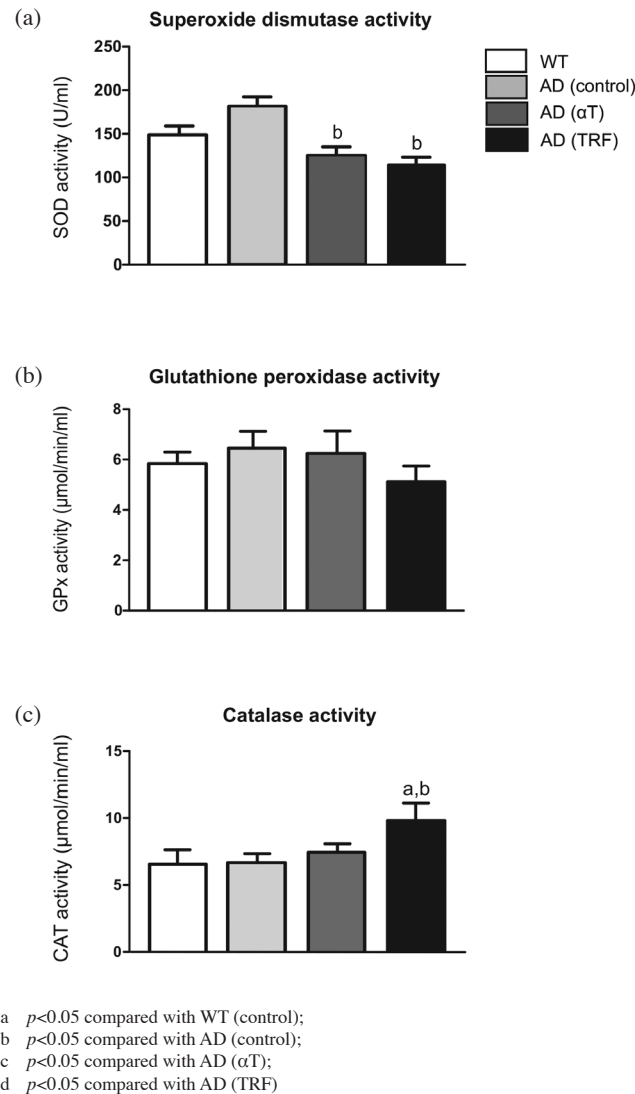 (a)
Superoxide dismutase activity
SOD activity (U/ml)
250
200
150
100
50
0
b
b
WT
AD (control)
AD (αT)
AD (TRF)
(b)
Glutathione peroxidase activity
GPx activity (μmol/min/ml)
8
6
4
2
0
(c)
Catalase activity
CAT activity (μmol/min/ml)
15
10
5
0
a,b
a p<0.05 compared with WT (control);
b p<0.05 compared with AD (control);
c p<0.05 compared with AD (αT);
d p<0.05 compared with AD (TRF)